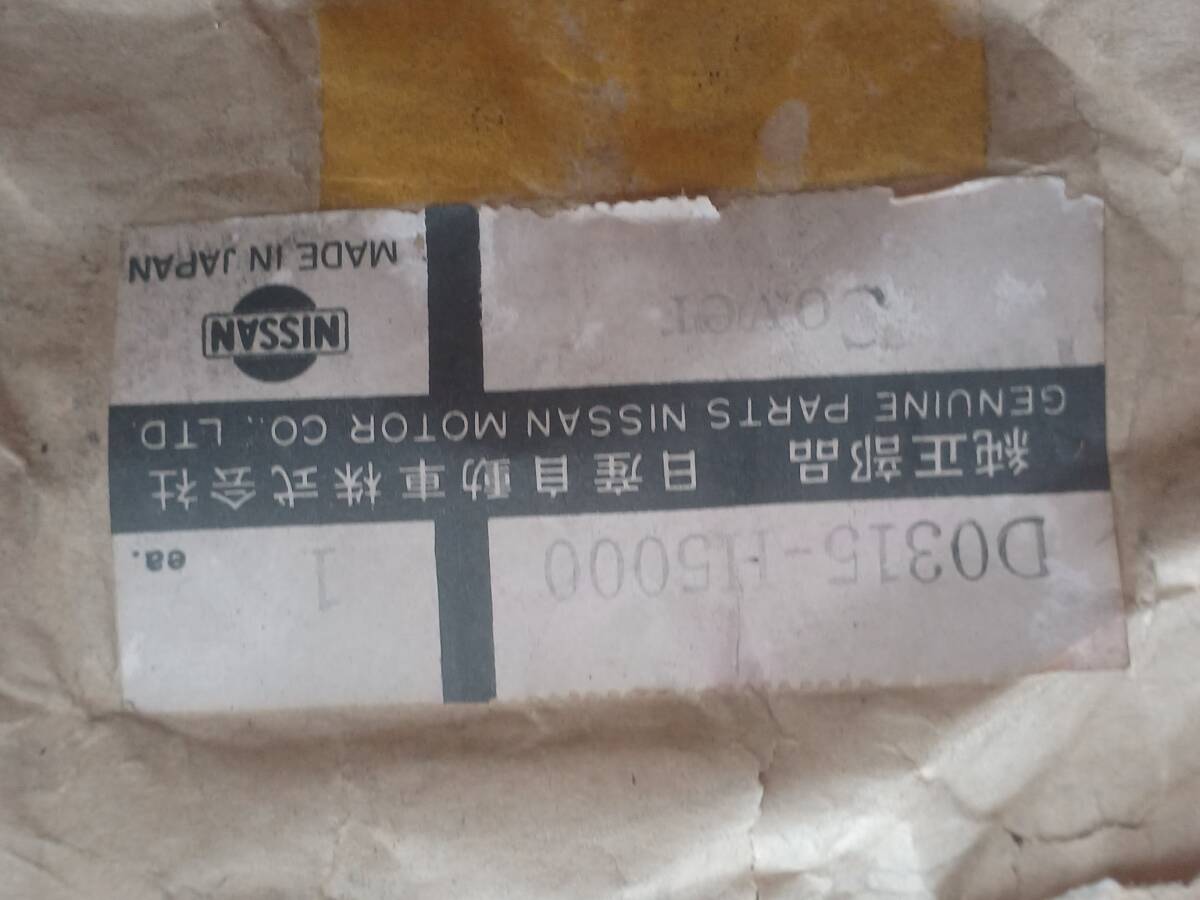 D0315-H5000
1 ea.
純正部品 日産自動車株式会社
GENUINE PARTS NISSAN MOTOR CO., LTD.
Cover
NISSAN
MADE IN JAPAN